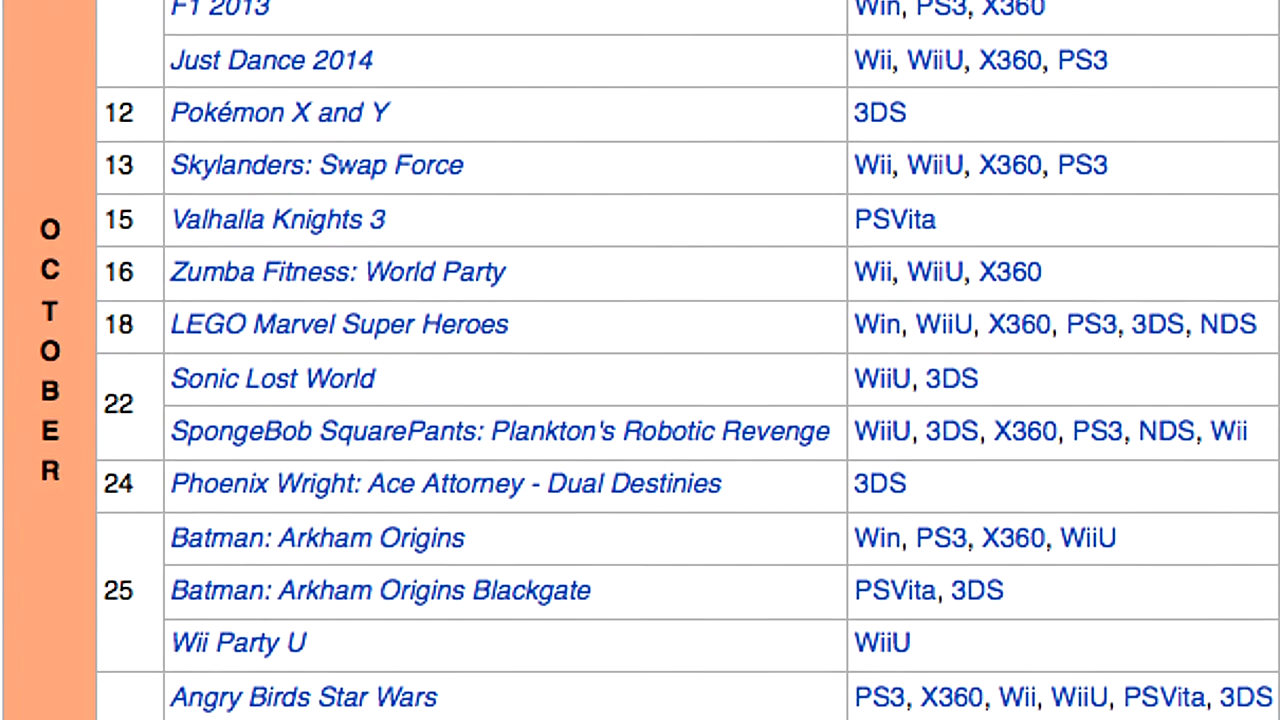 F1 2013 Win, PS3, X360
Just Dance 2014 Wii, WiiU, X360, PS3
12 Pokémon X and Y 3DS
13 Skylanders: Swap Force Wii, WiiU, X360, PS3
15 Valhalla Knights 3 PSVita
16 Zumba Fitness: World Party Wii, WiiU, X360
18 LEGO Marvel Super Heroes Win, WiiU, X360, PS3, 3DS, NDS
22 Sonic Lost World WiiU, 3DS
SpongeBob SquarePants: Plankton's Robotic Revenge WiiU, 3DS, X360, PS3, NDS, Wii
24 Phoenix Wright: Ace Attorney - Dual Destinies 3DS
25 Batman: Arkham Origins Win, PS3, X360, WiiU
Batman: Arkham Origins Blackgate PSVita, 3DS
Wii Party U WiiU
Angry Birds Star Wars PS3, X360, Wii, WiiU, PSVita, 3DS
OCTOBER